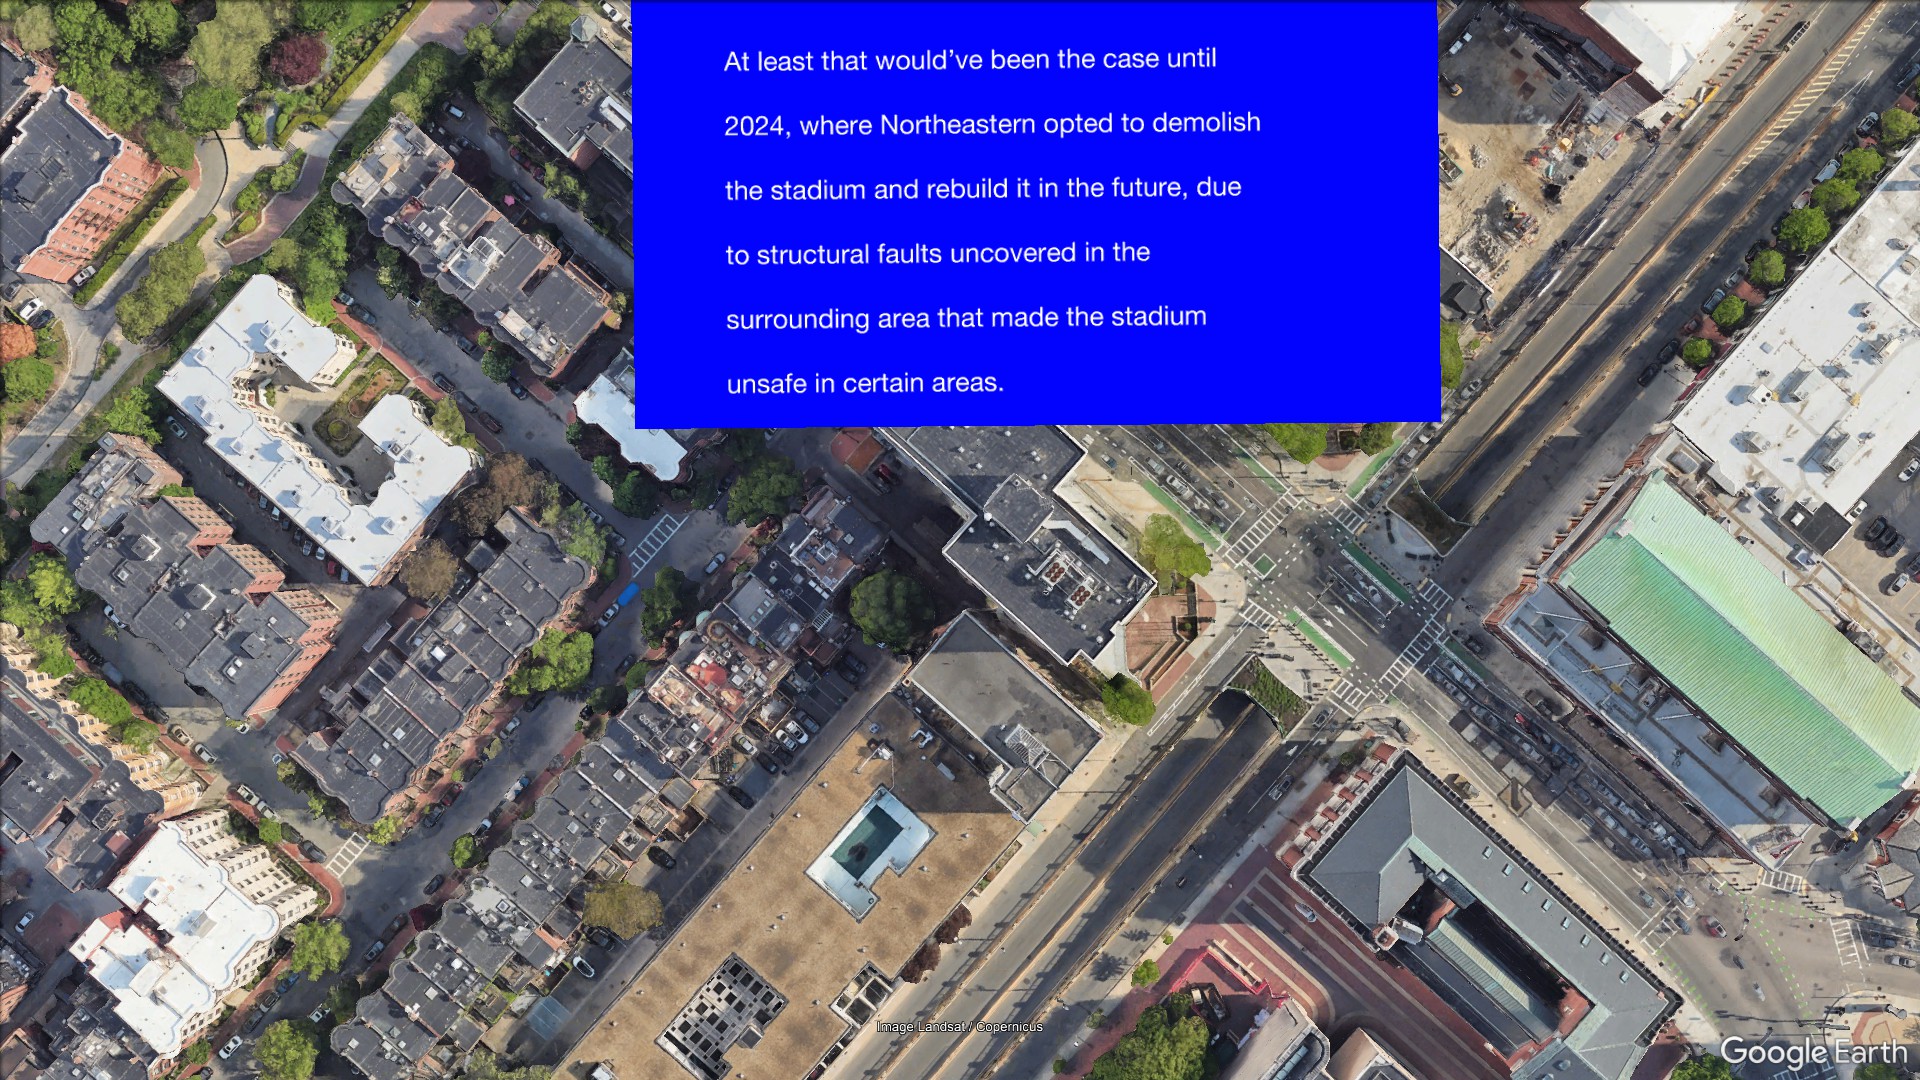 At least that would’ve been the case until
2024, where Northeastern opted to demolish
the stadium and rebuild it in the future, due
to structural faults uncovered in the
surrounding area that made the stadium
unsafe in certain areas.
Image Landsat / Copernicus
Google Earth